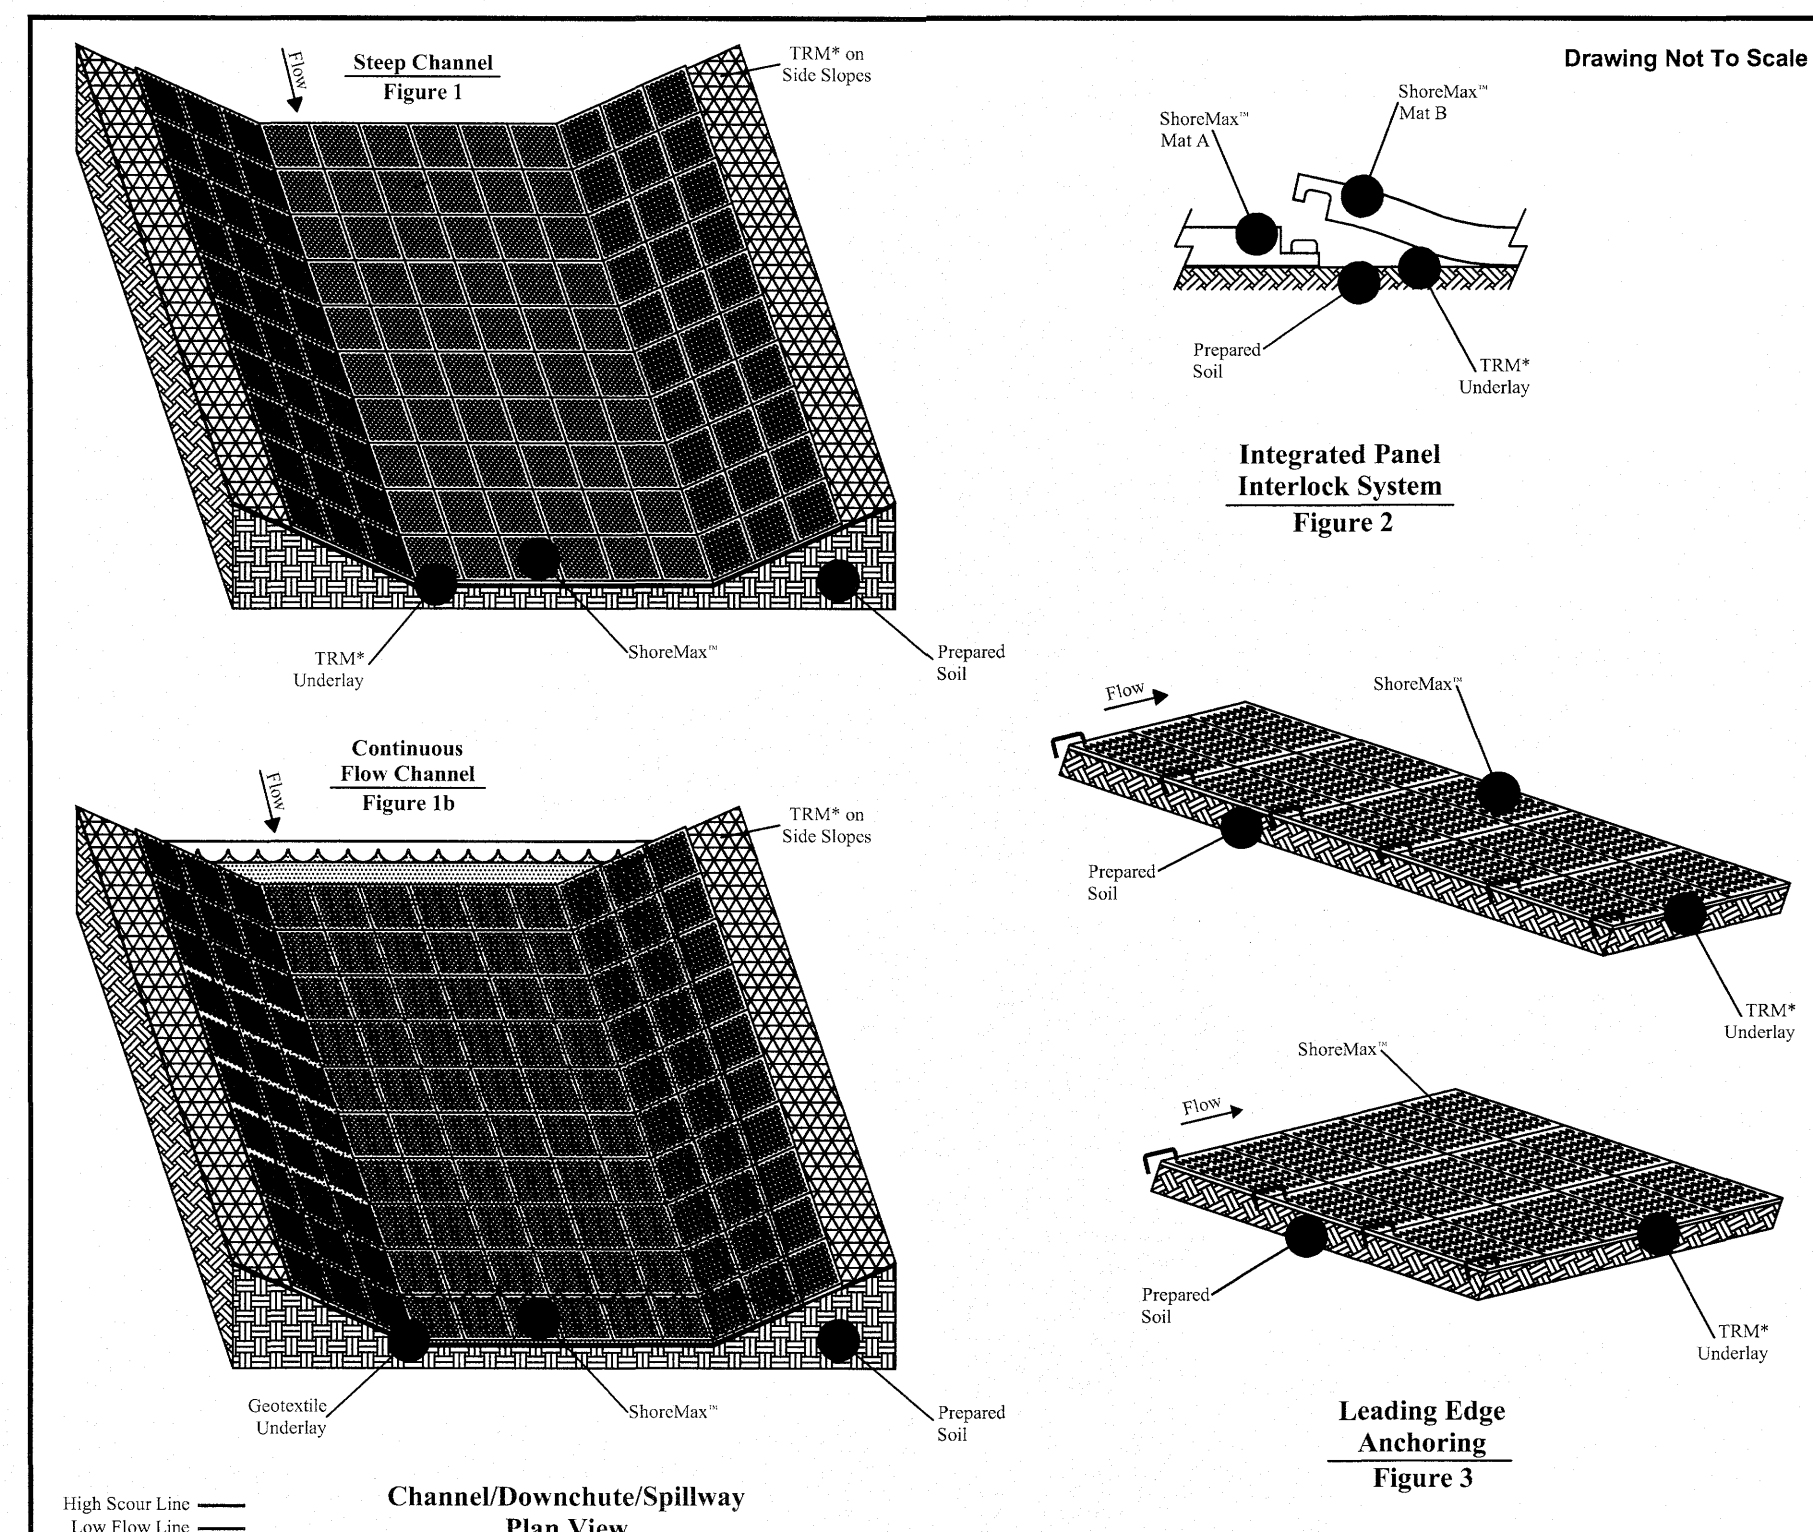 Drawing Not To Scale
Steep Channel
Figure 1
Flow
TRM* on
Side Slopes
TRM*
Underlay
ShoreMax™
Prepared
Soil
Continuous
Flow Channel
Figure 1b
Flow
TRM* on
Side Slopes
Geotextile
Underlay
ShoreMax™
Prepared
Soil
High Scour Line
Low Flow Line
Channel/Downchute/Spillway
Plan View
ShoreMax™
Mat A
ShoreMax™
Mat B
Prepared
Soil
TRM*
Underlay
Integrated Panel
Interlock System
Figure 2
Flow
ShoreMax™
Prepared
Soil
TRM*
Underlay
ShoreMax™
Flow
Prepared
Soil
TRM*
Underlay
Leading Edge
Anchoring
Figure 3